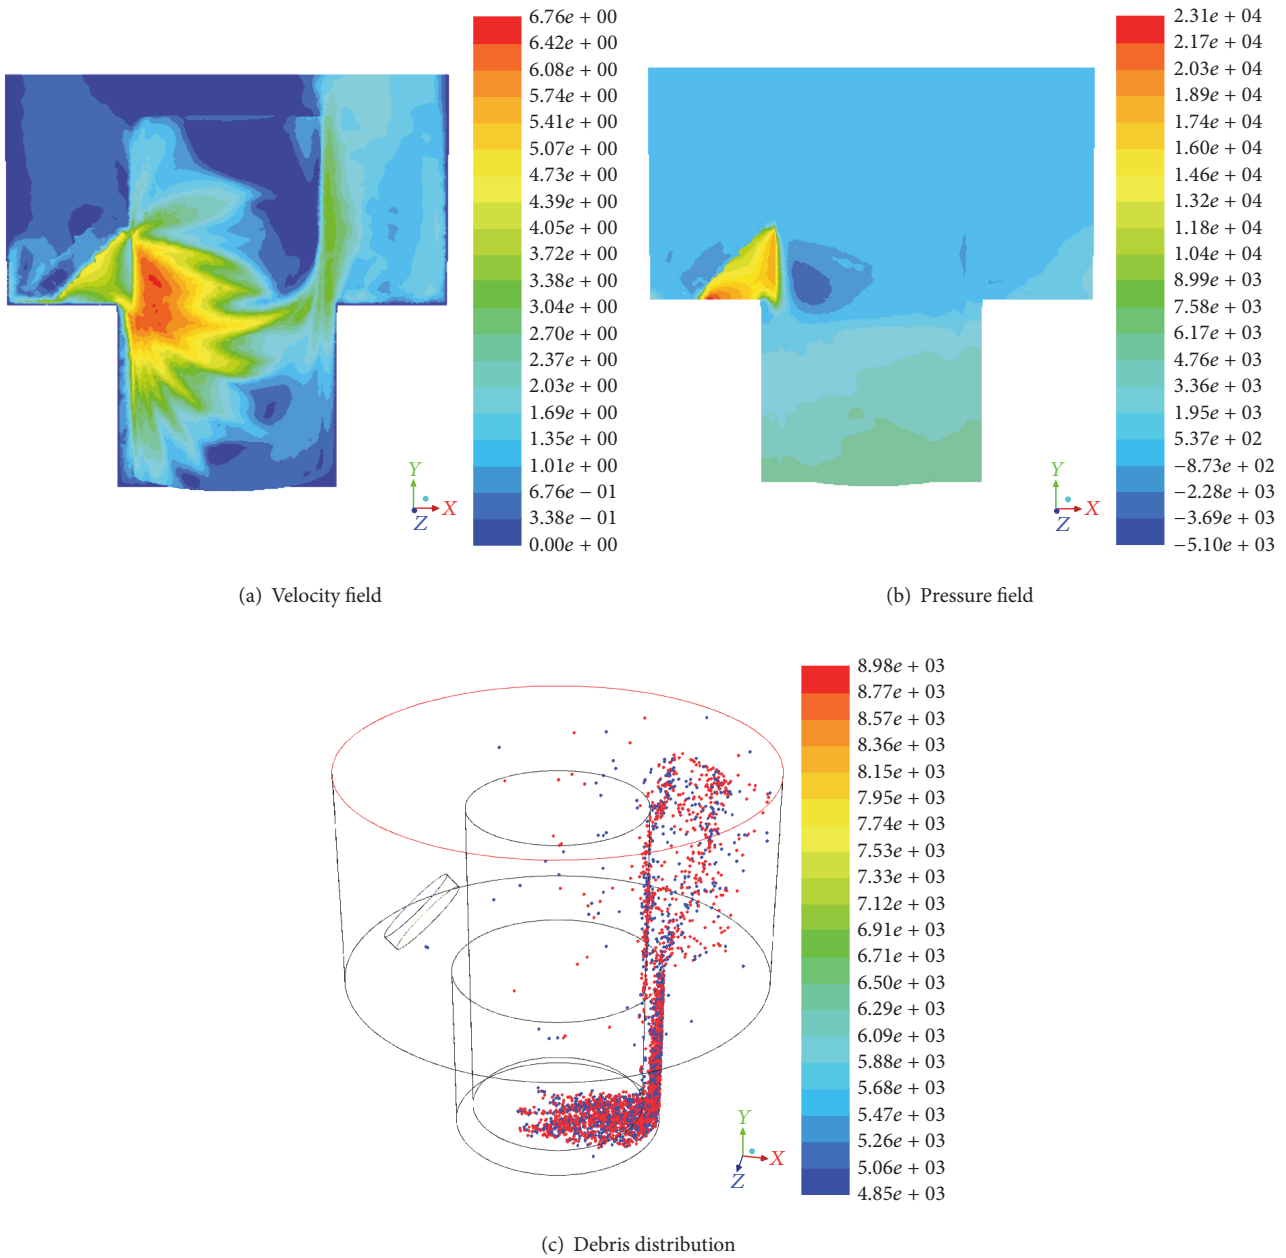 6.76e + 00
6.42e + 00
6.08e + 00
5.74e + 00
5.41e + 00
5.07e + 00
4.73e + 00
4.39e + 00
4.05e + 00
3.72e + 00
3.38e + 00
3.04e + 00
2.70e + 00
2.37e + 00
2.03e + 00
1.69e + 00
1.35e + 00
1.01e + 00
6.76e − 01
3.38e − 01
0.00e + 00
Y
X
Z
(a) Velocity field
2.31e + 04
2.17e + 04
2.03e + 04
1.89e + 04
1.74e + 04
1.60e + 04
1.46e + 04
1.32e + 04
1.18e + 04
1.04e + 04
8.99e + 03
7.58e + 03
6.17e + 03
4.76e + 03
3.36e + 03
1.95e + 03
5.37e + 02
−8.73e + 02
−2.28e + 03
−3.69e + 03
−5.10e + 03
Y
X
Z
(b) Pressure field
8.98e + 03
8.77e + 03
8.57e + 03
8.36e + 03
8.15e + 03
7.95e + 03
7.74e + 03
7.53e + 03
7.33e + 03
7.12e + 03
6.91e + 03
6.71e + 03
6.50e + 03
6.29e + 03
6.09e + 03
5.88e + 03
5.68e + 03
5.47e + 03
5.26e + 03
5.06e + 03
4.85e + 03
Y
X
Z
(c) Debris distribution